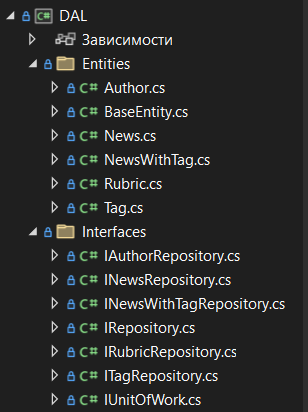 C# DAL
Зависимости
Entities
C# Author.cs
C# BaseEntity.cs
C# News.cs
C# NewsWithTag.cs
C# Rubric.cs
C# Tag.cs
Interfaces
C# IAuthorRepository.cs
C# INewsRepository.cs
C# INewsWithTagRepository.cs
C# IRepository.cs
C# IRubricRepository.cs
C# ITagRepository.cs
C# IUnitOfWork.cs